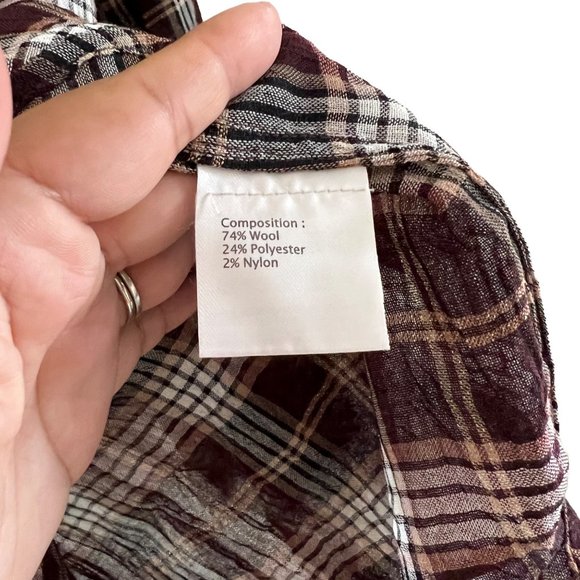 Composition :
74% Wool
24% Polyester
2% Nylon